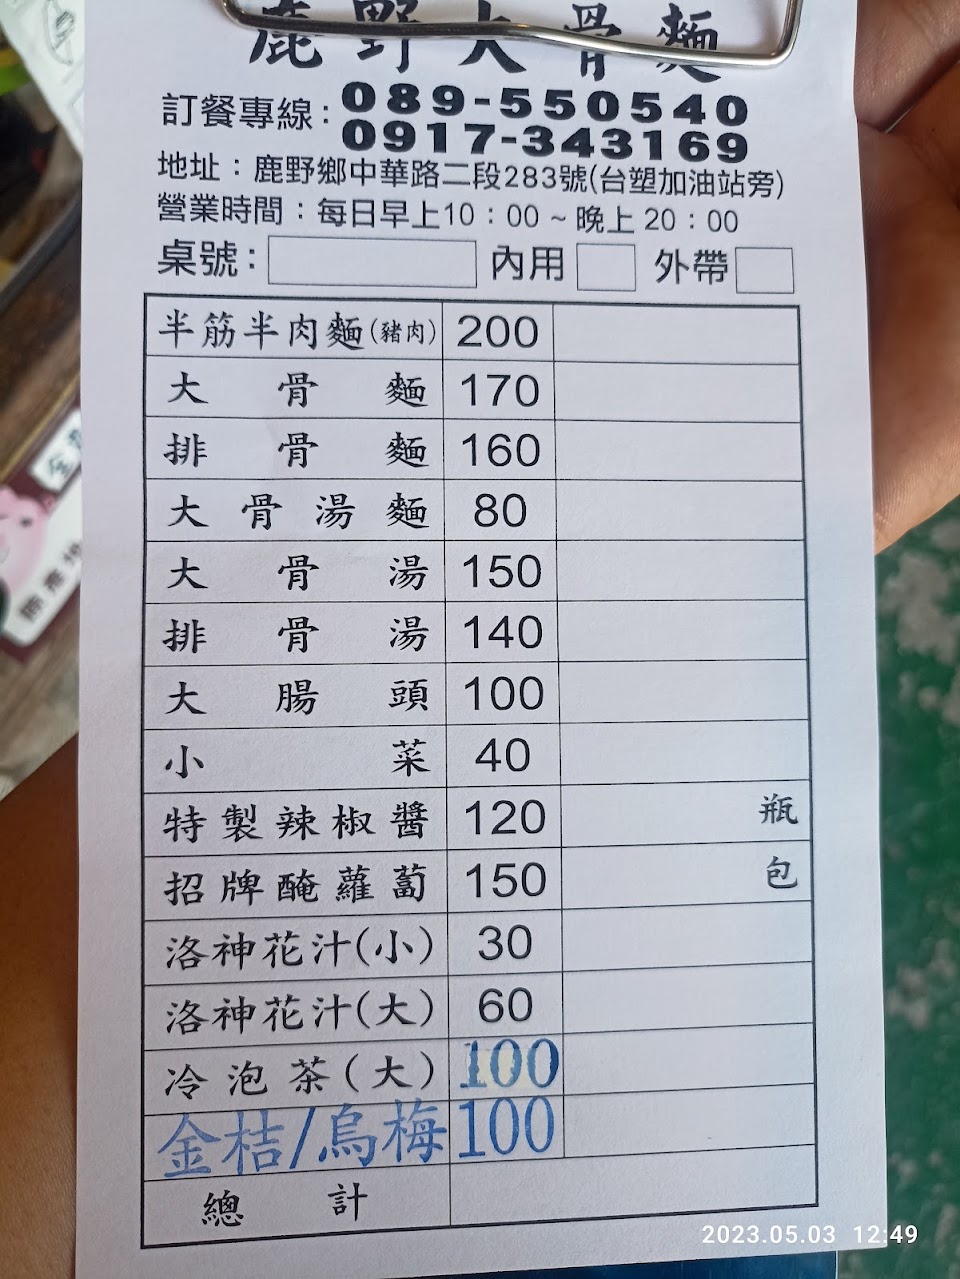 鹿野大骨麵
訂餐專線：089-550540
0917-343169
地址：鹿野鄉中華路二段283號(台塑加油站旁)
營業時間：每日早上10：00～晚上20：00
桌號： 內用 外帶
半筋半肉麵(豬肉) 200
大骨麵 170
排骨麵 160
大骨湯麵 80
大骨湯 150
排骨湯 140
大腸頭 100
小菜 40
特製辣椒醬 120 瓶
招牌醃蘿蔔 150 包
洛神花汁(小) 30
洛神花汁(大) 60
冷泡茶(大) 100
金桔/烏梅 100
總計
2023.05.03 12:49